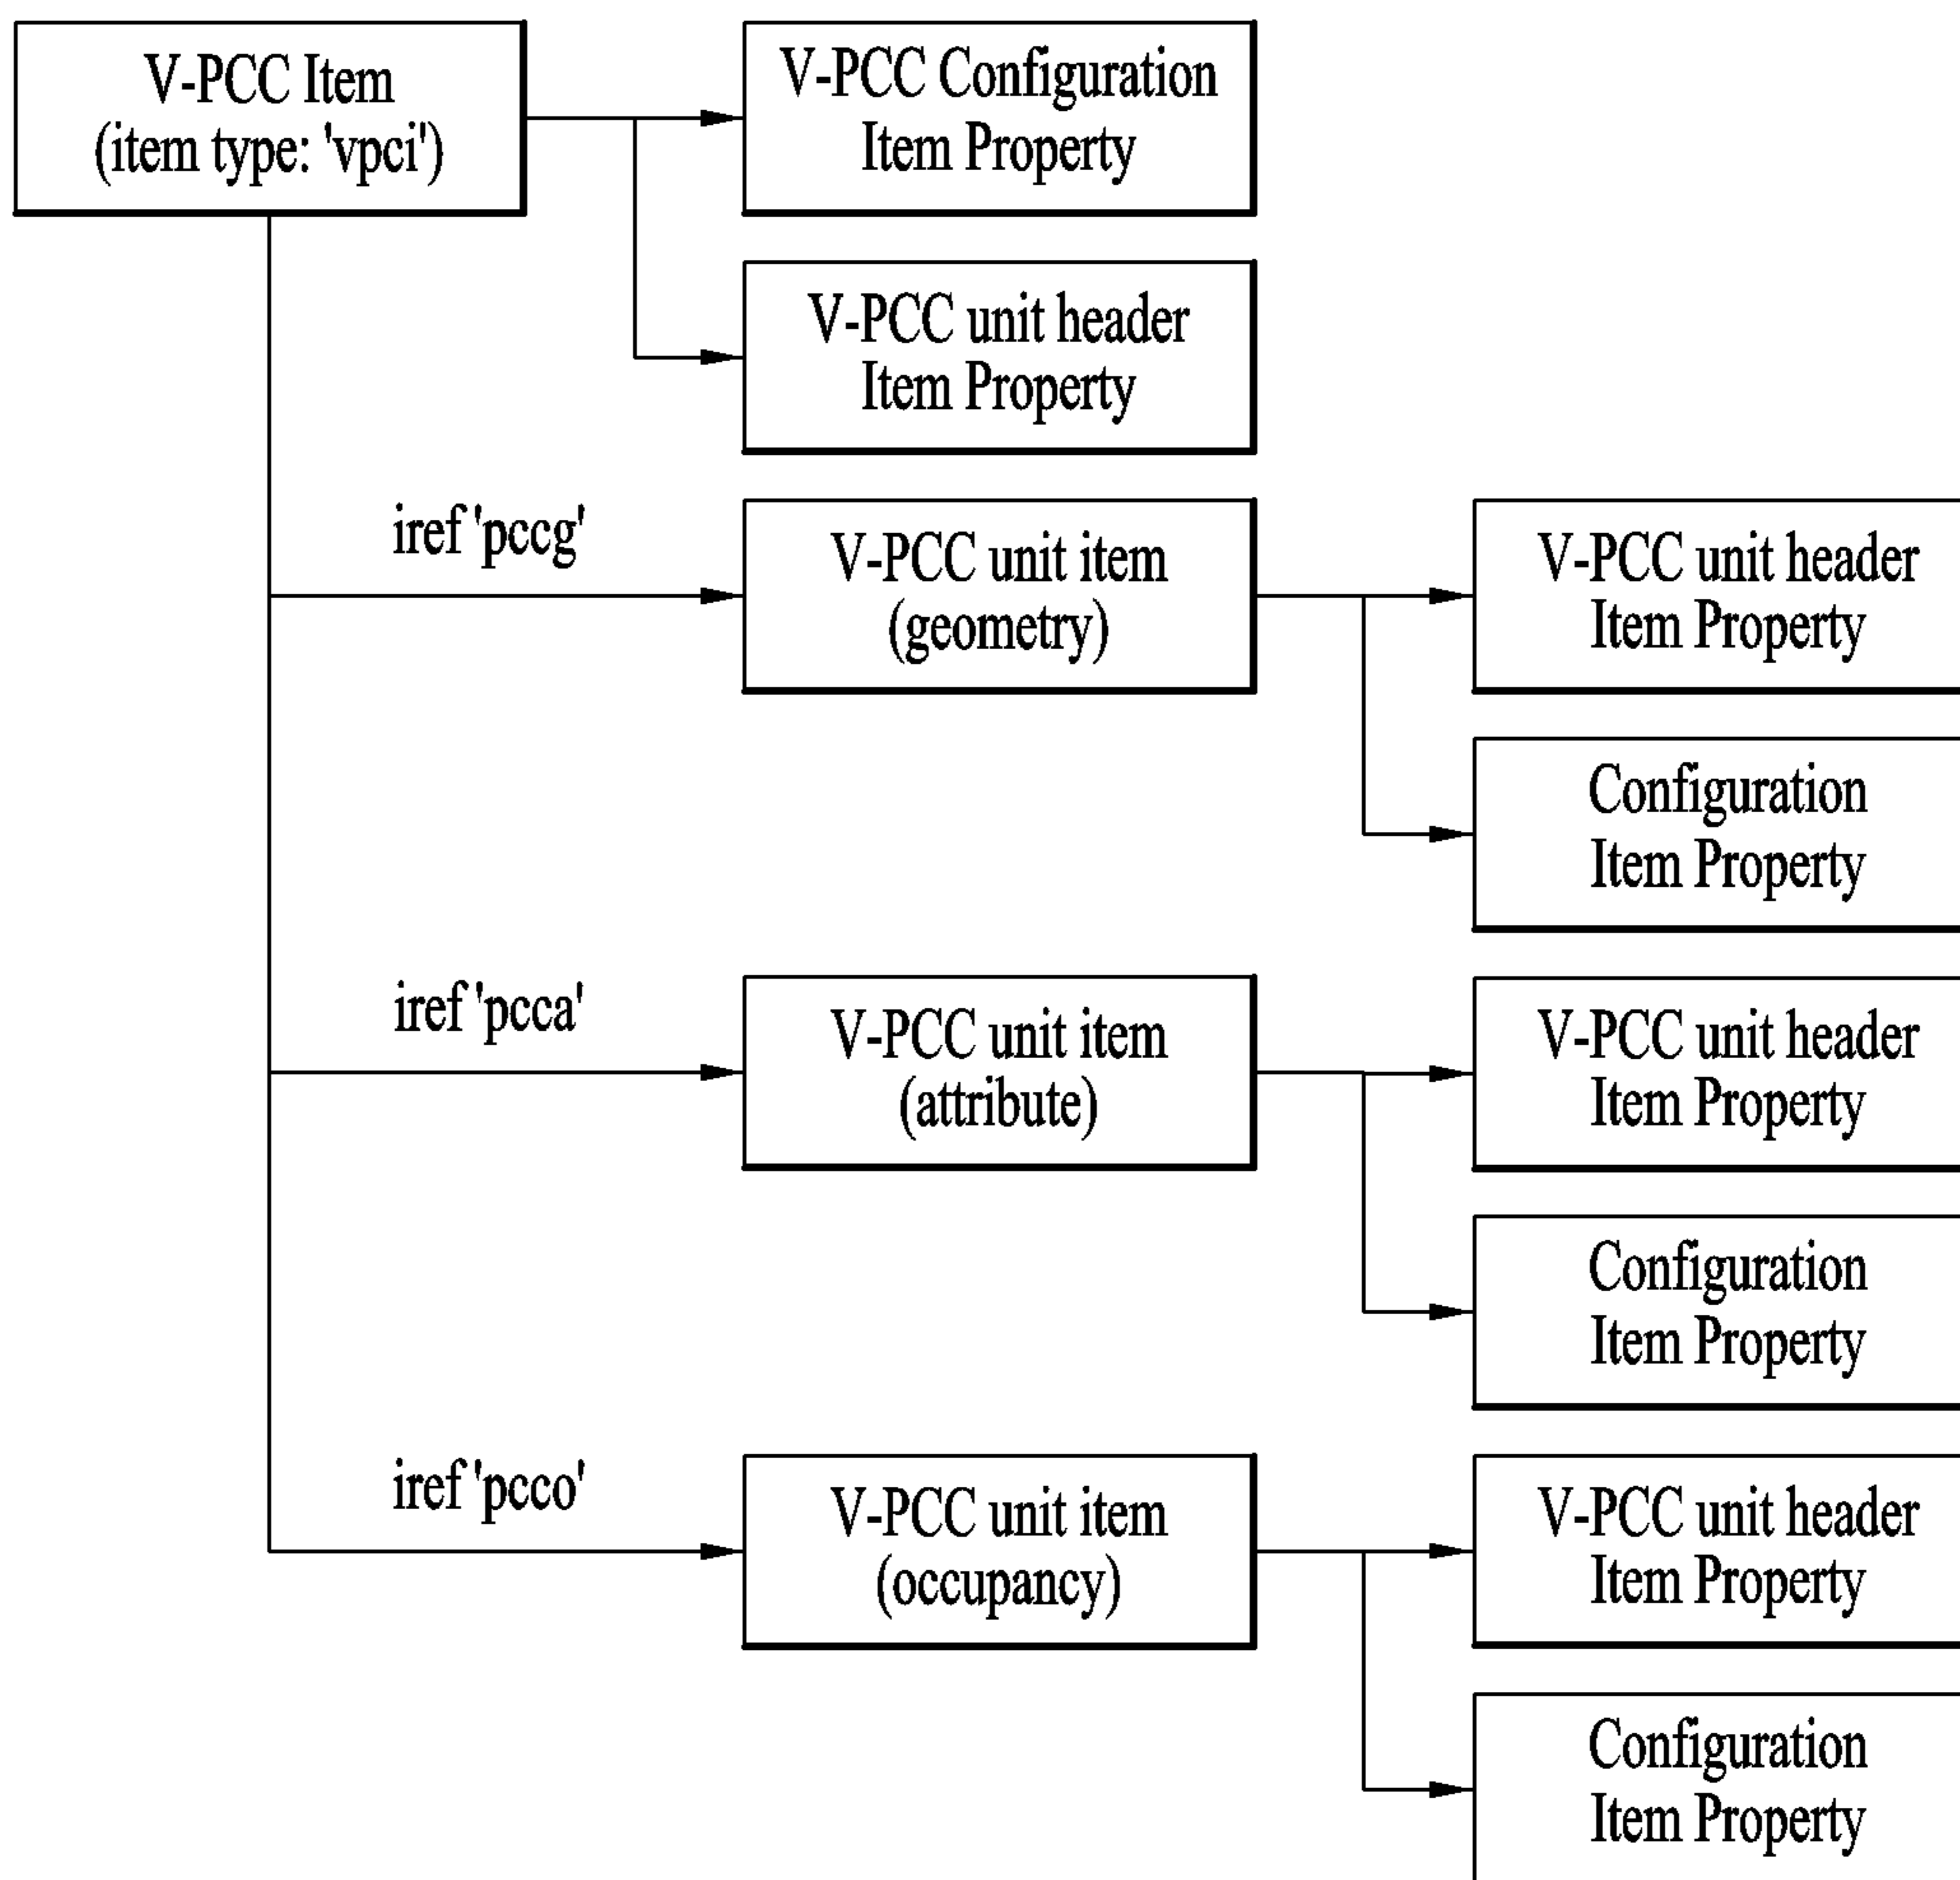 V-PCC Item
(item type: 'vpci')
V-PCC Configuration
Item Property
V-PCC unit header
Item Property
iref 'pccg'
V-PCC unit item
(geometry)
V-PCC unit header
Item Property
Configuration
Item Property
iref 'pcca'
V-PCC unit item
(attribute)
V-PCC unit header
Item Property
Configuration
Item Property
iref 'pcco'
V-PCC unit item
(occupancy)
V-PCC unit header
Item Property
Configuration
Item Property